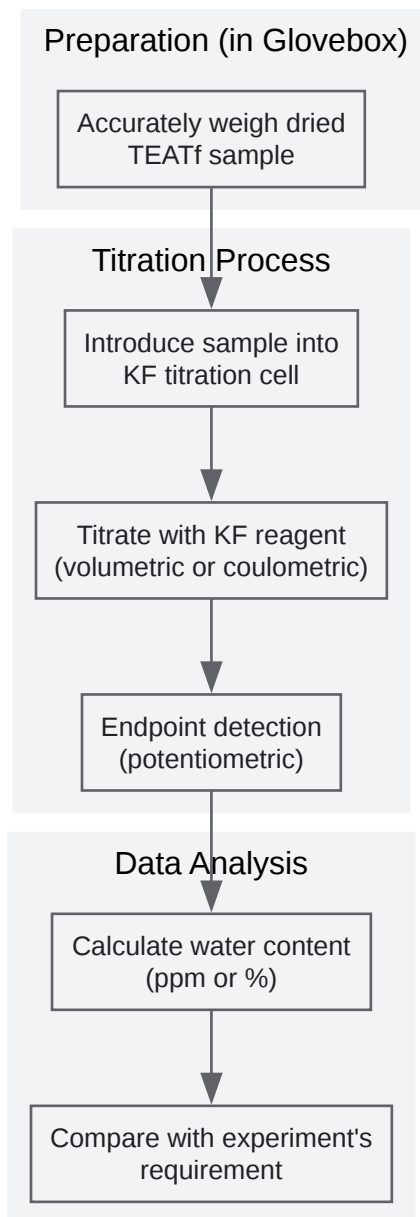 Preparation (in Glovebox)
Accurately weigh dried
TEATf sample
Titration Process
Introduce sample into
KF titration cell
Titrate with KF reagent
(volumetric or coulometric)
Endpoint detection
(potentiometric)
Data Analysis
Calculate water content
(ppm or %)
Compare with experiment's
requirement